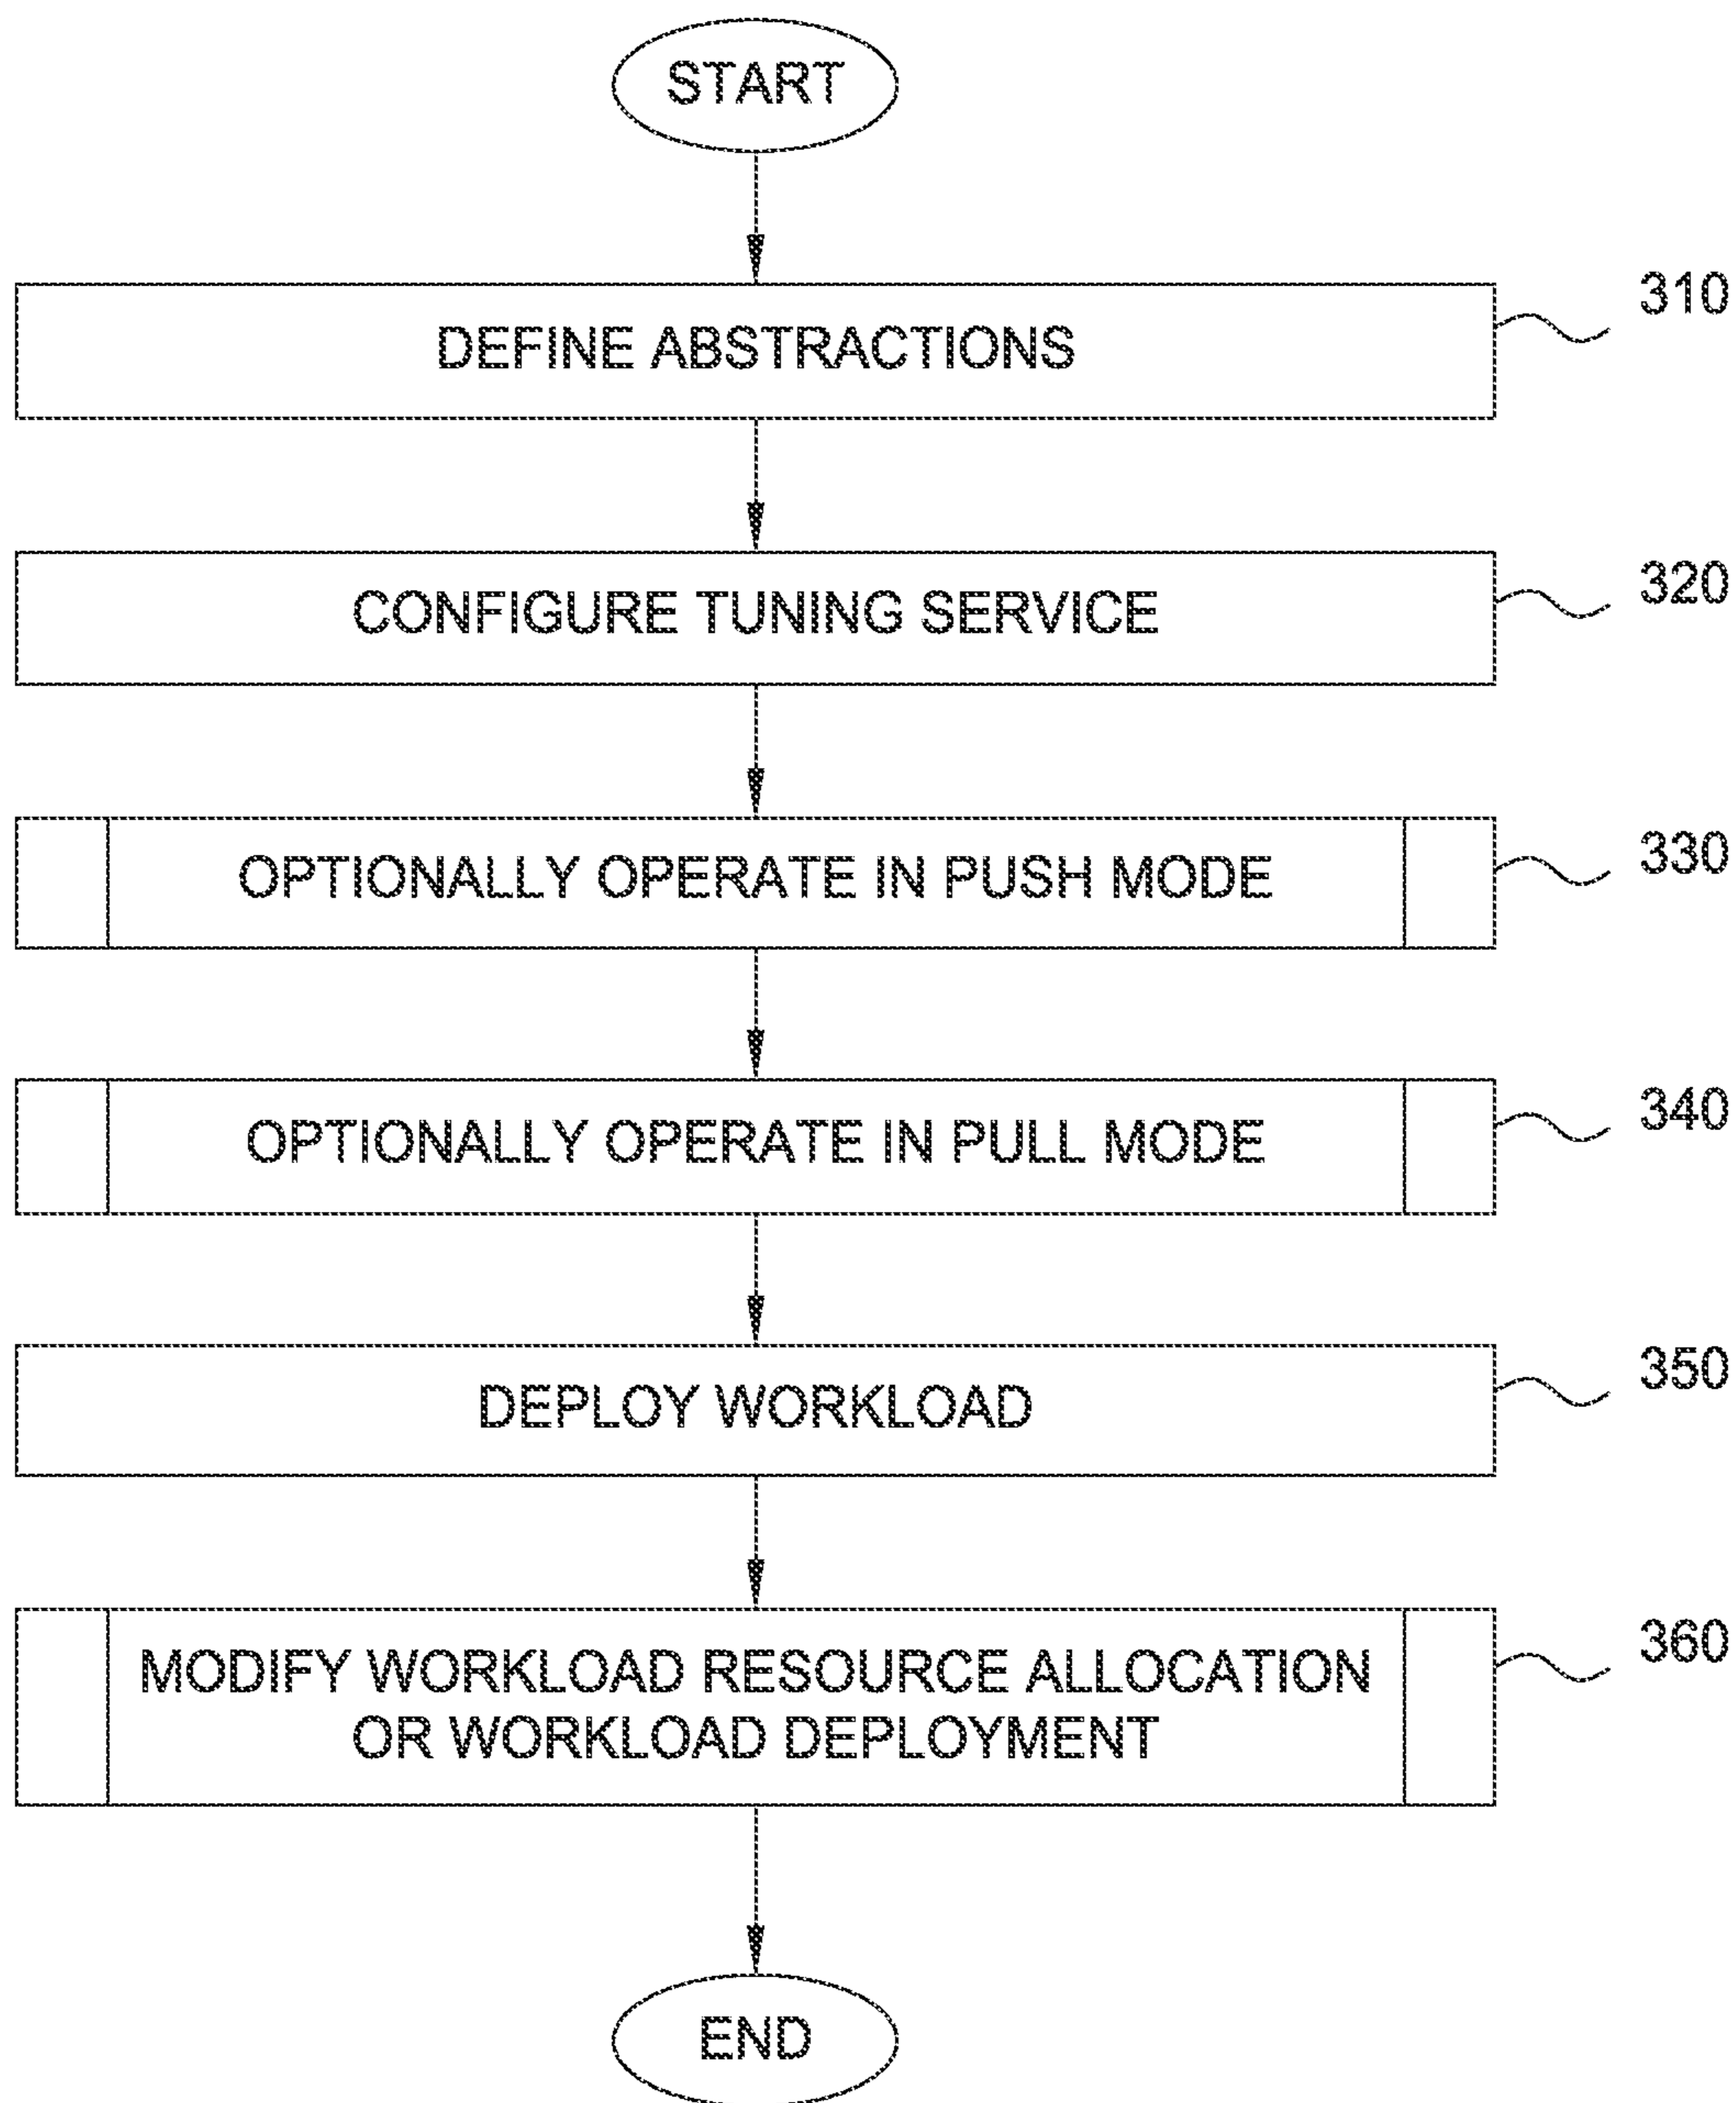 START
DEFINE ABSTRACTIONS
310
CONFIGURE TUNING SERVICE
320
OPTIONALLY OPERATE IN PUSH MODE
330
OPTIONALLY OPERATE IN PULL MODE
340
DEPLOY WORKLOAD
350
MODIFY WORKLOAD RESOURCE ALLOCATION
OR WORKLOAD DEPLOYMENT
360
END